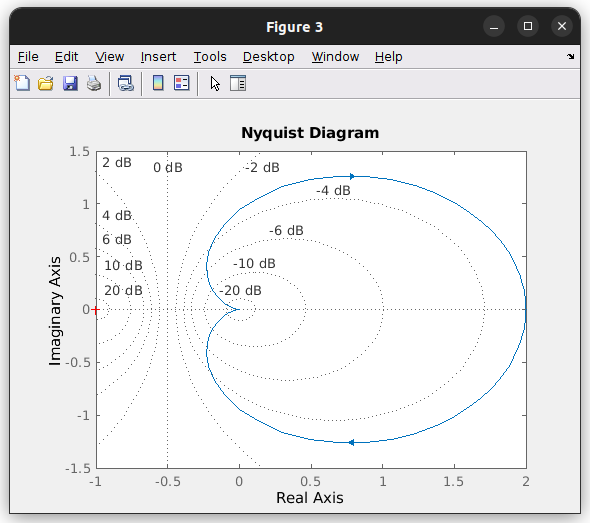 Figure 3
File Edit View Insert Tools Desktop Window Help
Nyquist Diagram
1.5
1
0.5
0
-0.5
-1
-1.5
Imaginary Axis
2 dB
0 dB
-2 dB
-4 dB
4 dB
-6 dB
6 dB
10 dB
-10 dB
20 dB
-20 dB
-1 -0.5 0 0.5 1 1.5 2
Real Axis